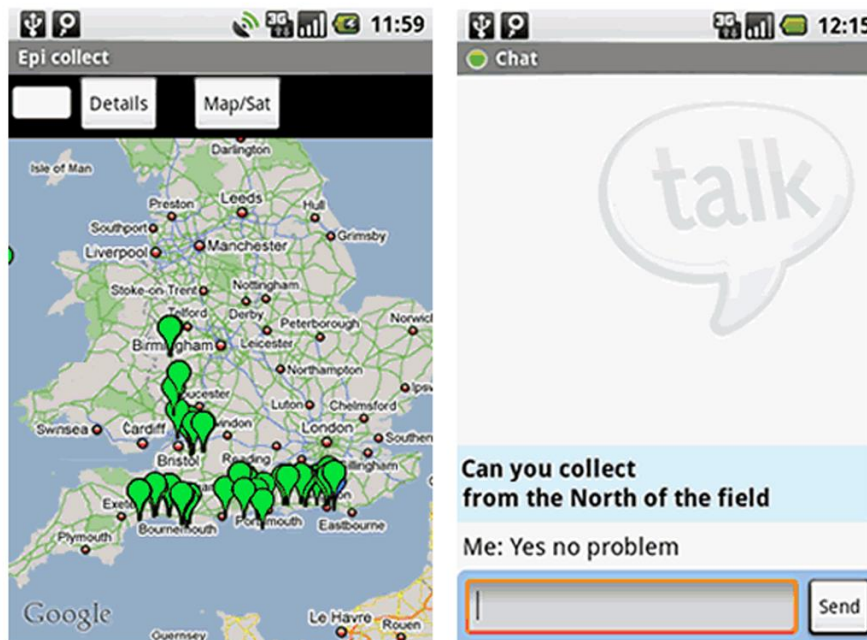 3G
11:59
Epi collect
Details
Map/Sat
Darlington
Isle of Man
Preston
Leeds
Hull
Southport
Grimsby
Liverpool
Manchester
Stoke-on-Trent
Nottingham
Telford
Derby
Peterborough
Birmingham
Leicester
Northampton
Luton
Chelmsford
Swansea
Cardiff
London
Bristol
Reading
Bournemouth
Eastbourne
Plymouth
Google
Le Havre
Rouen
Guernsey
3G
12:15
Chat
talk
Can you collect
from the North of the field
Me: Yes no problem
Send